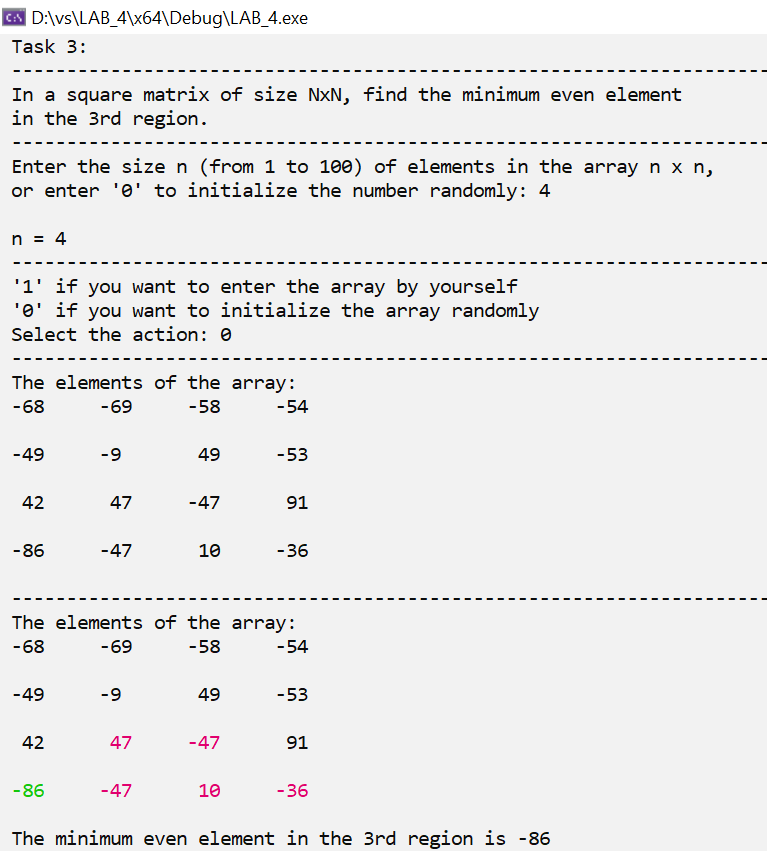 D:\vs\LAB_4\x64\Debug\LAB_4.exe
Task 3:
----------------------------------------------------------------------
In a square matrix of size NxN, find the minimum even element
in the 3rd region.
----------------------------------------------------------------------
Enter the size n (from 1 to 100) of elements in the array n x n,
or enter '0' to initialize the number randomly: 4
n = 4
----------------------------------------------------------------------
'1' if you want to enter the array by yourself
'0' if you want to initialize the array randomly
Select the action: 0
----------------------------------------------------------------------
The elements of the array:
-68     -69     -58     -54
-49     -9       49     -53
 42      47     -47      91
-86     -47      10     -36
----------------------------------------------------------------------
The elements of the array:
-68     -69     -58     -54
-49     -9       49     -53
 42      47     -47      91
-86     -47      10     -36
The minimum even element in the 3rd region is -86